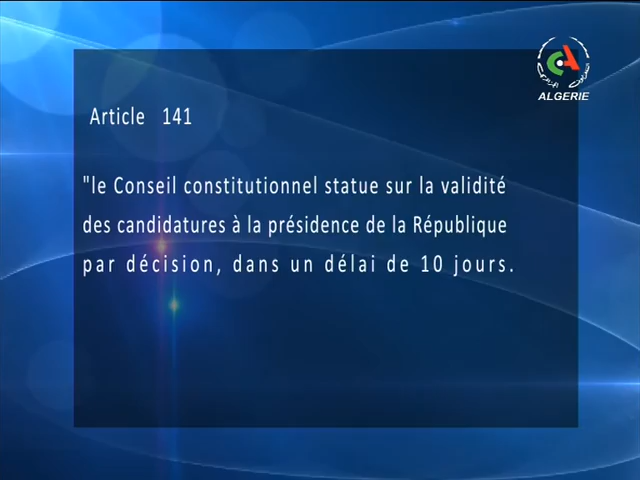 ALGERIE
Article 141
"le Conseil constitutionnel statue sur la validité
des candidatures à la présidence de la République
par décision, dans un délai de 10 jours.